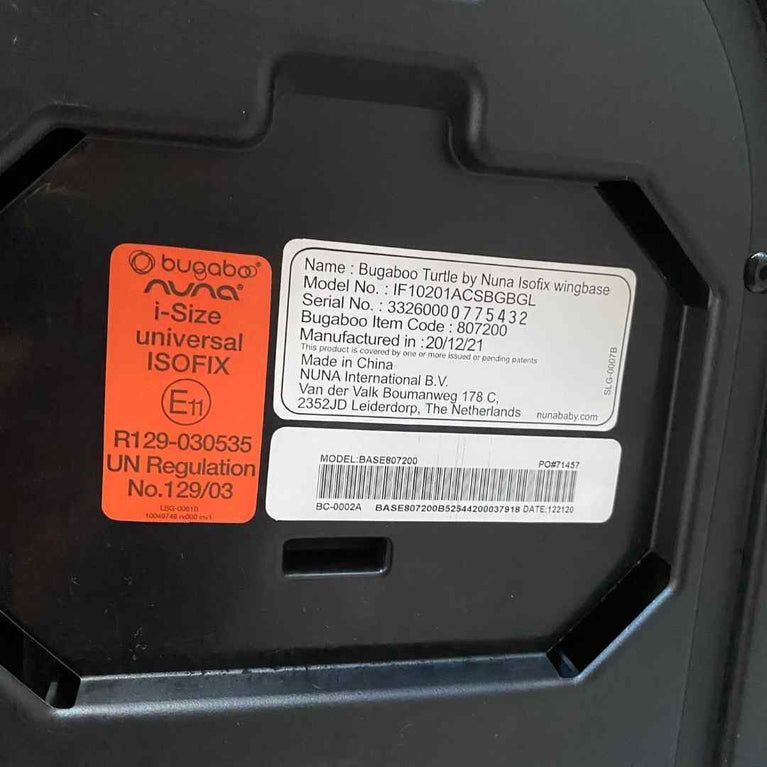 bugaboo®
nuna®
i-Size
universal
ISOFIX
E11
R129-030535
UN Regulation
No.129/03
LBG-0061B
Name : Bugaboo Turtle by Nuna Isofix wingbase
Model No. : IF10201ACSBGBGL
Serial No. : 33260000775432
Bugaboo Item Code : 807200
Manufactured in :20/12/21
This product is covered by one or more issued or pending patents
Made in China
NUNA International B.V.
Van der Valk Boumanweg 178 C,
2352JD Leiderdorp, The Netherlands
nunababy.com
SLG-0007B
MODEL:BASE807200 PO#71457
BC-0002A BASE807200B52544200037918 DATE:122120